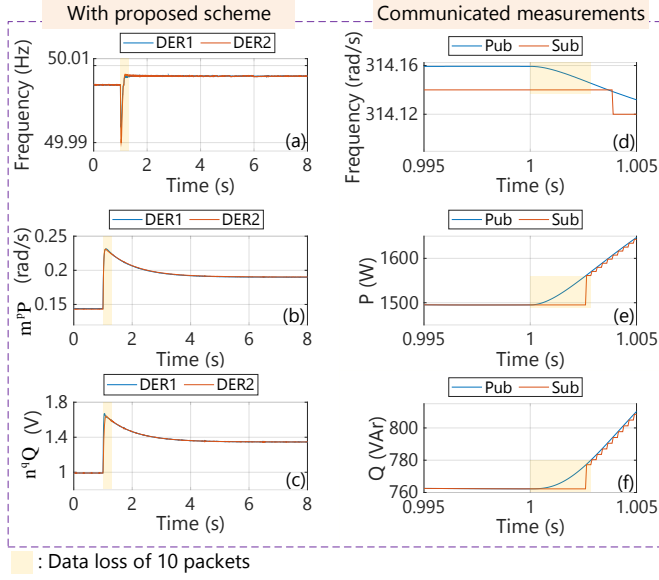 With proposed scheme
Communicated measurements
DER1 DER2
Frequency (Hz)
50.01
49.99
0 2 4 6 8
Time (s)
(a)
Pub Sub
Frequency (rad/s)
314.16
314.12
0.995 1 1.005
Time (s)
(d)
DER1 DER2
mᵖP (rad/s)
0.25
0.2
0.15
0 2 4 6 8
Time (s)
(b)
Pub Sub
P (W)
1600
1500
0.995 1 1.005
Time (s)
(e)
DER1 DER2
nᑫQ (V)
1.8
1.4
1
0 2 4 6 8
Time (s)
(c)
Pub Sub
Q (VAr)
800
780
760
0.995 1 1.005
Time (s)
(f)
: Data loss of 10 packets